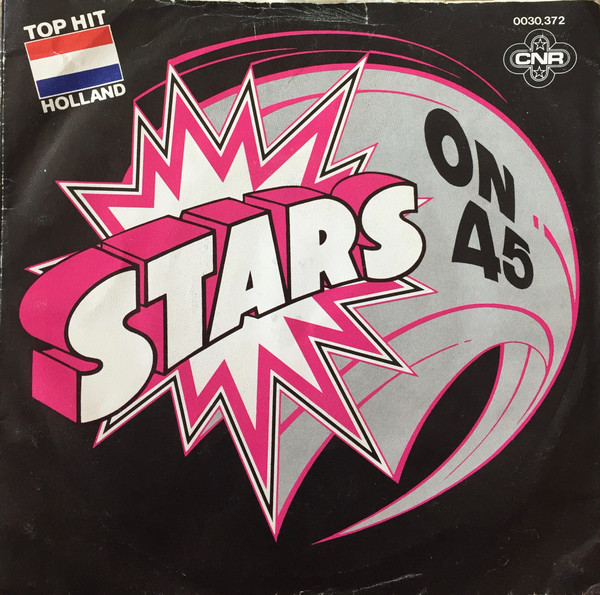 TOP HIT
HOLLAND
0030.372
CNR
STARS
ON
45